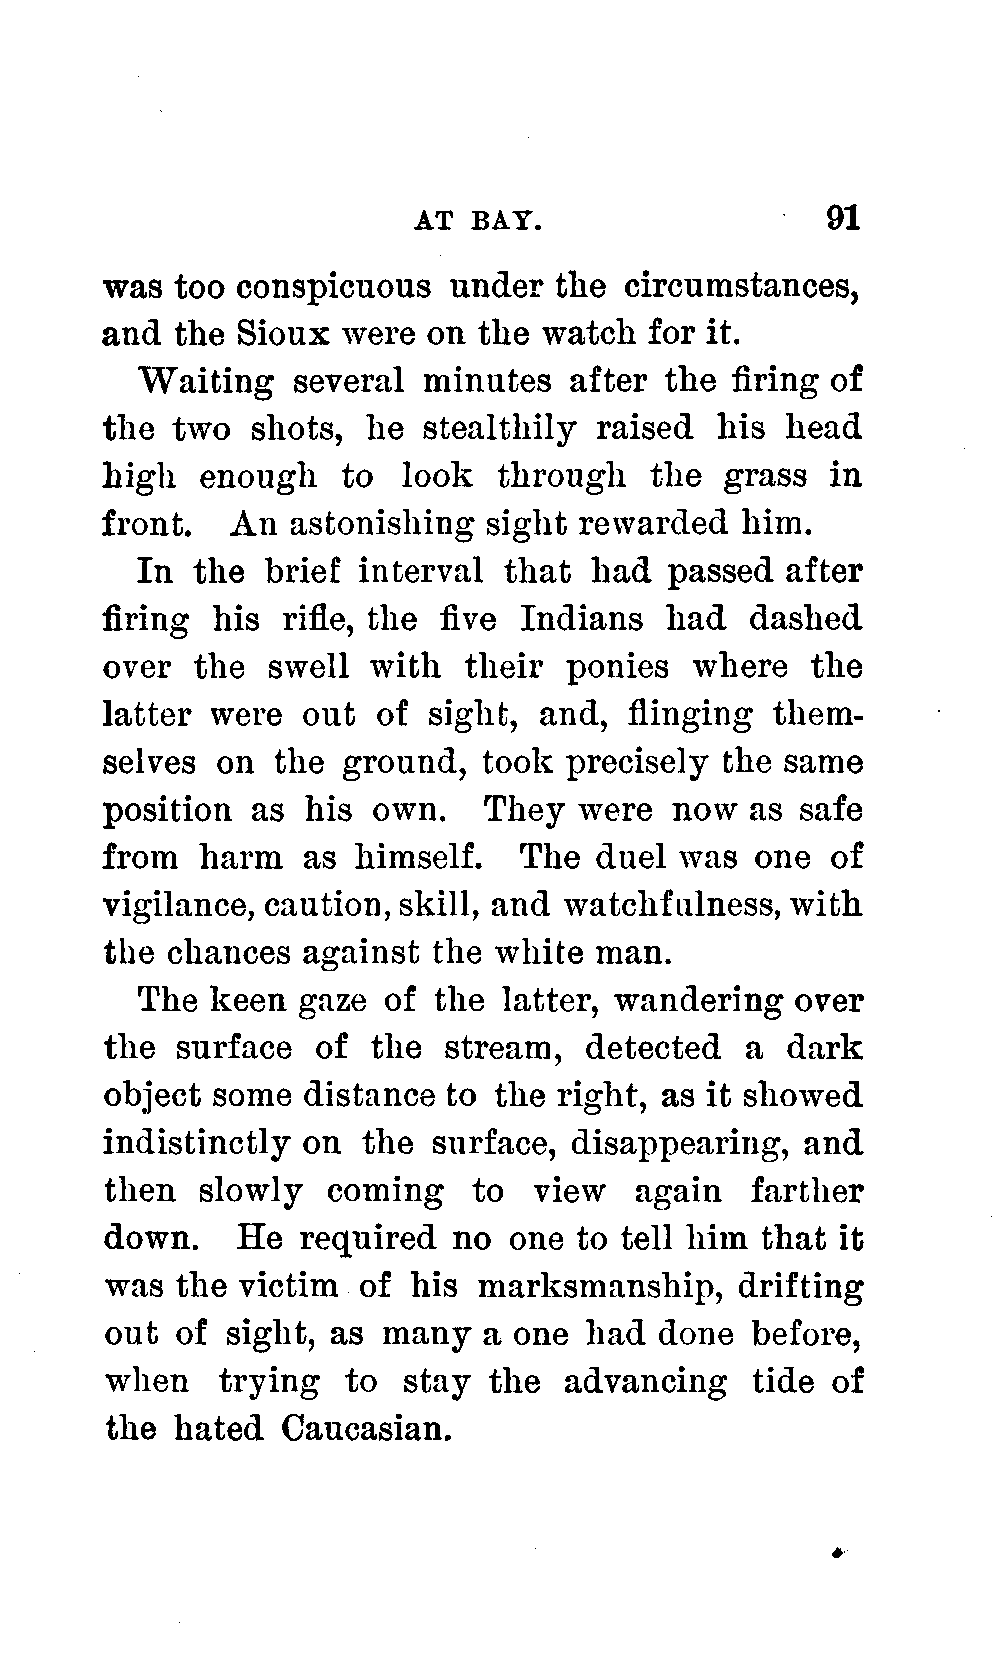 AT BAY. 91
was too conspicuous under the circumstances,
and the Sioux were on the watch for it.
Waiting several minutes after the firing of
the two shots, he stealthily raised his head
high enough to look through the grass in
front. An astonishing sight rewarded him.
In the brief interval that had passed after
firing his rifle, the five Indians had dashed
over the swell with their ponies where the
latter were out of sight, and, flinging them-
selves on the ground, took precisely the same
position as his own. They were now as safe
from harm as himself. The duel was one of
vigilance, caution, skill, and watchfulness, with
the chances against the white man.
The keen gaze of the latter, wandering over
the surface of the stream, detected a dark
object some distance to the right, as it showed
indistinctly on the surface, disappearing, and
then slowly coming to view again farther
down. He required no one to tell him that it
was the victim of his marksmanship, drifting
out of sight, as many a one had done before,
when trying to stay the advancing tide of
the hated Caucasian.